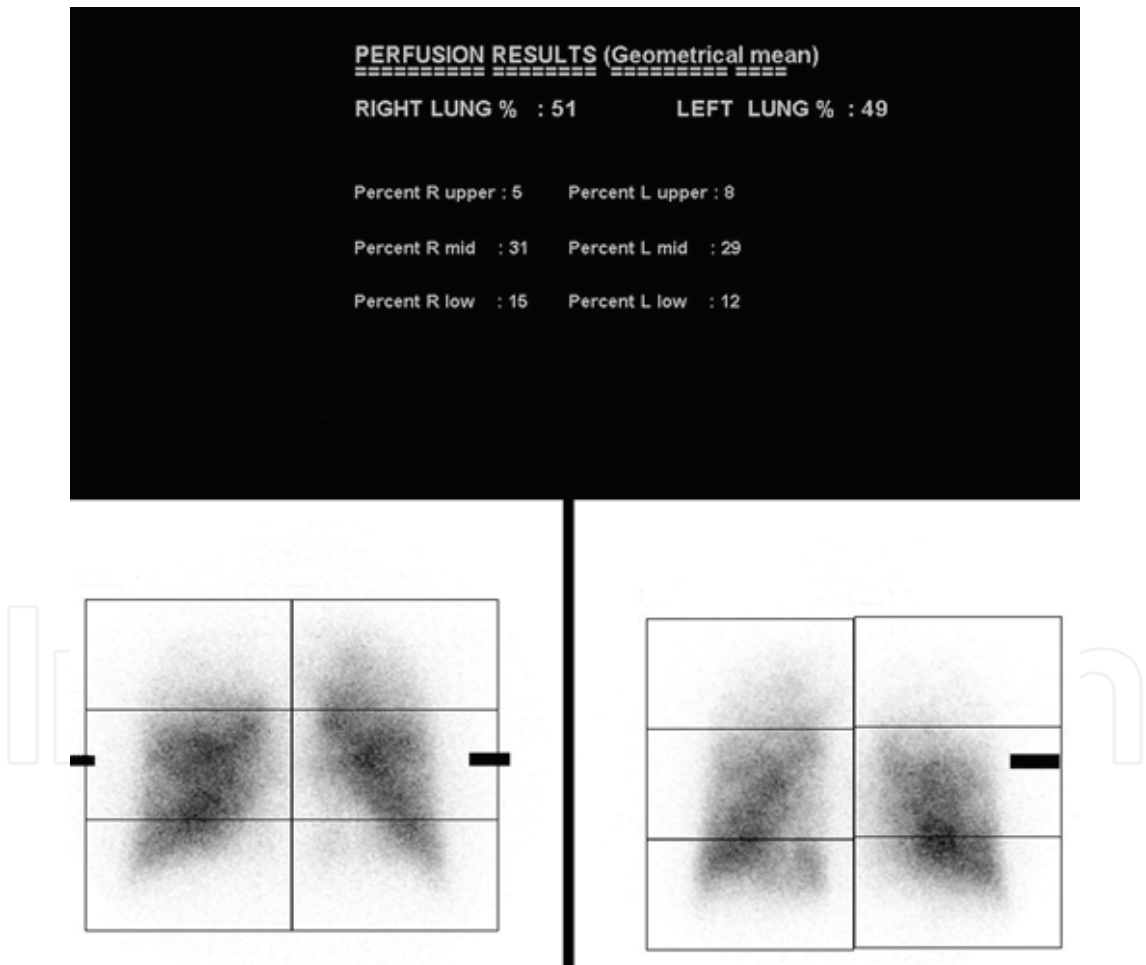 PERFUSION RESULTS (Geometrical mean)
========== ======== ========= ====
RIGHT LUNG % : 51 LEFT LUNG % : 49
Percent R upper : 5 Percent L upper : 8
Percent R mid : 31 Percent L mid : 29
Percent R low : 15 Percent L low : 12